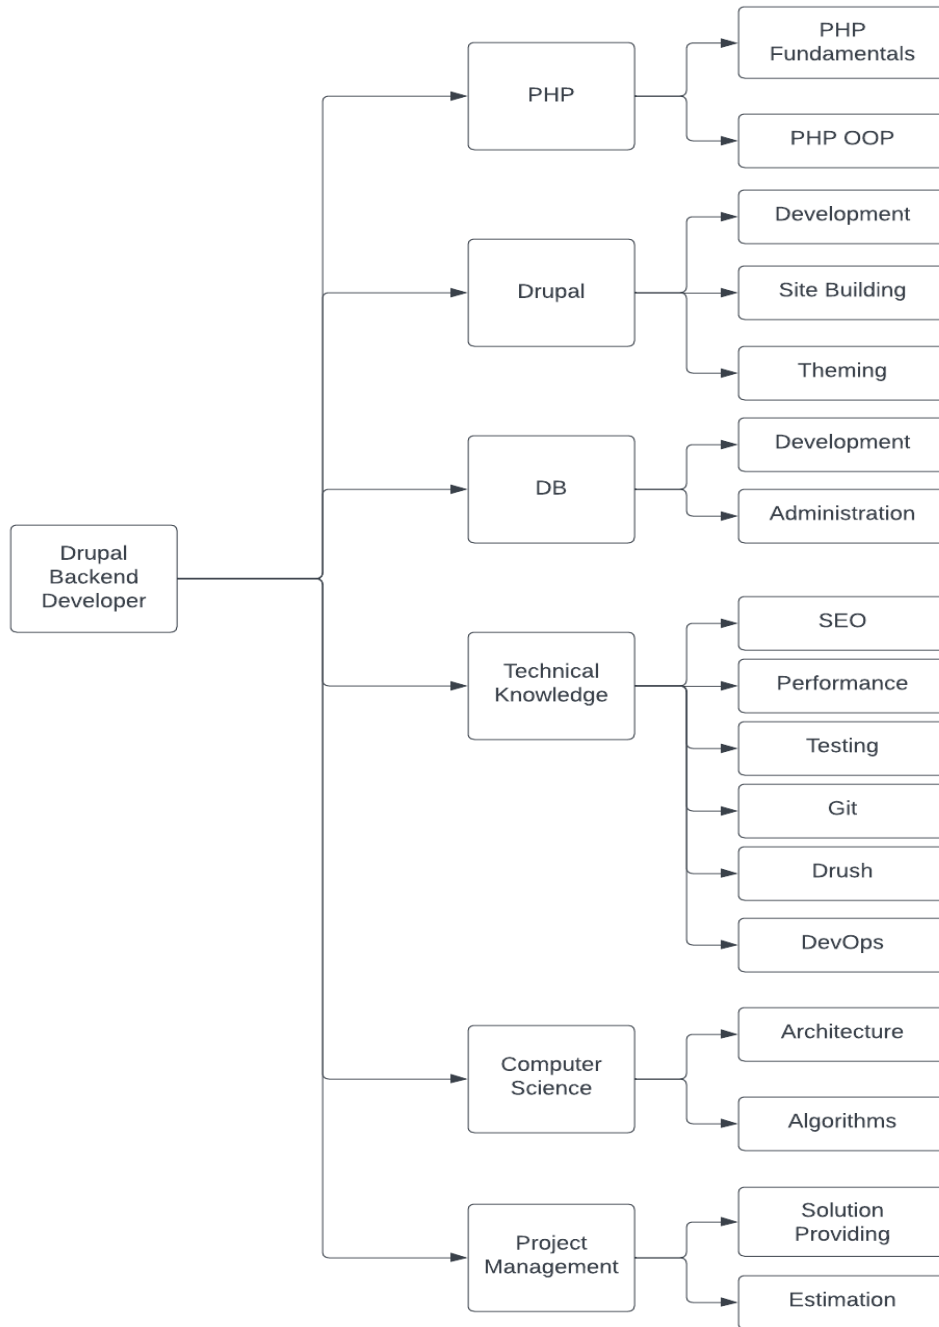 PHP
Fundamentals
PHP
PHP OOP
Development
Drupal
Site Building
Theming
Development
DB
Administration
Drupal
Backend
Developer
SEO
Technical
Knowledge
Performance
Testing
Git
Drush
DevOps
Architecture
Computer
Science
Algorithms
Solution
Providing
Project
Management
Estimation